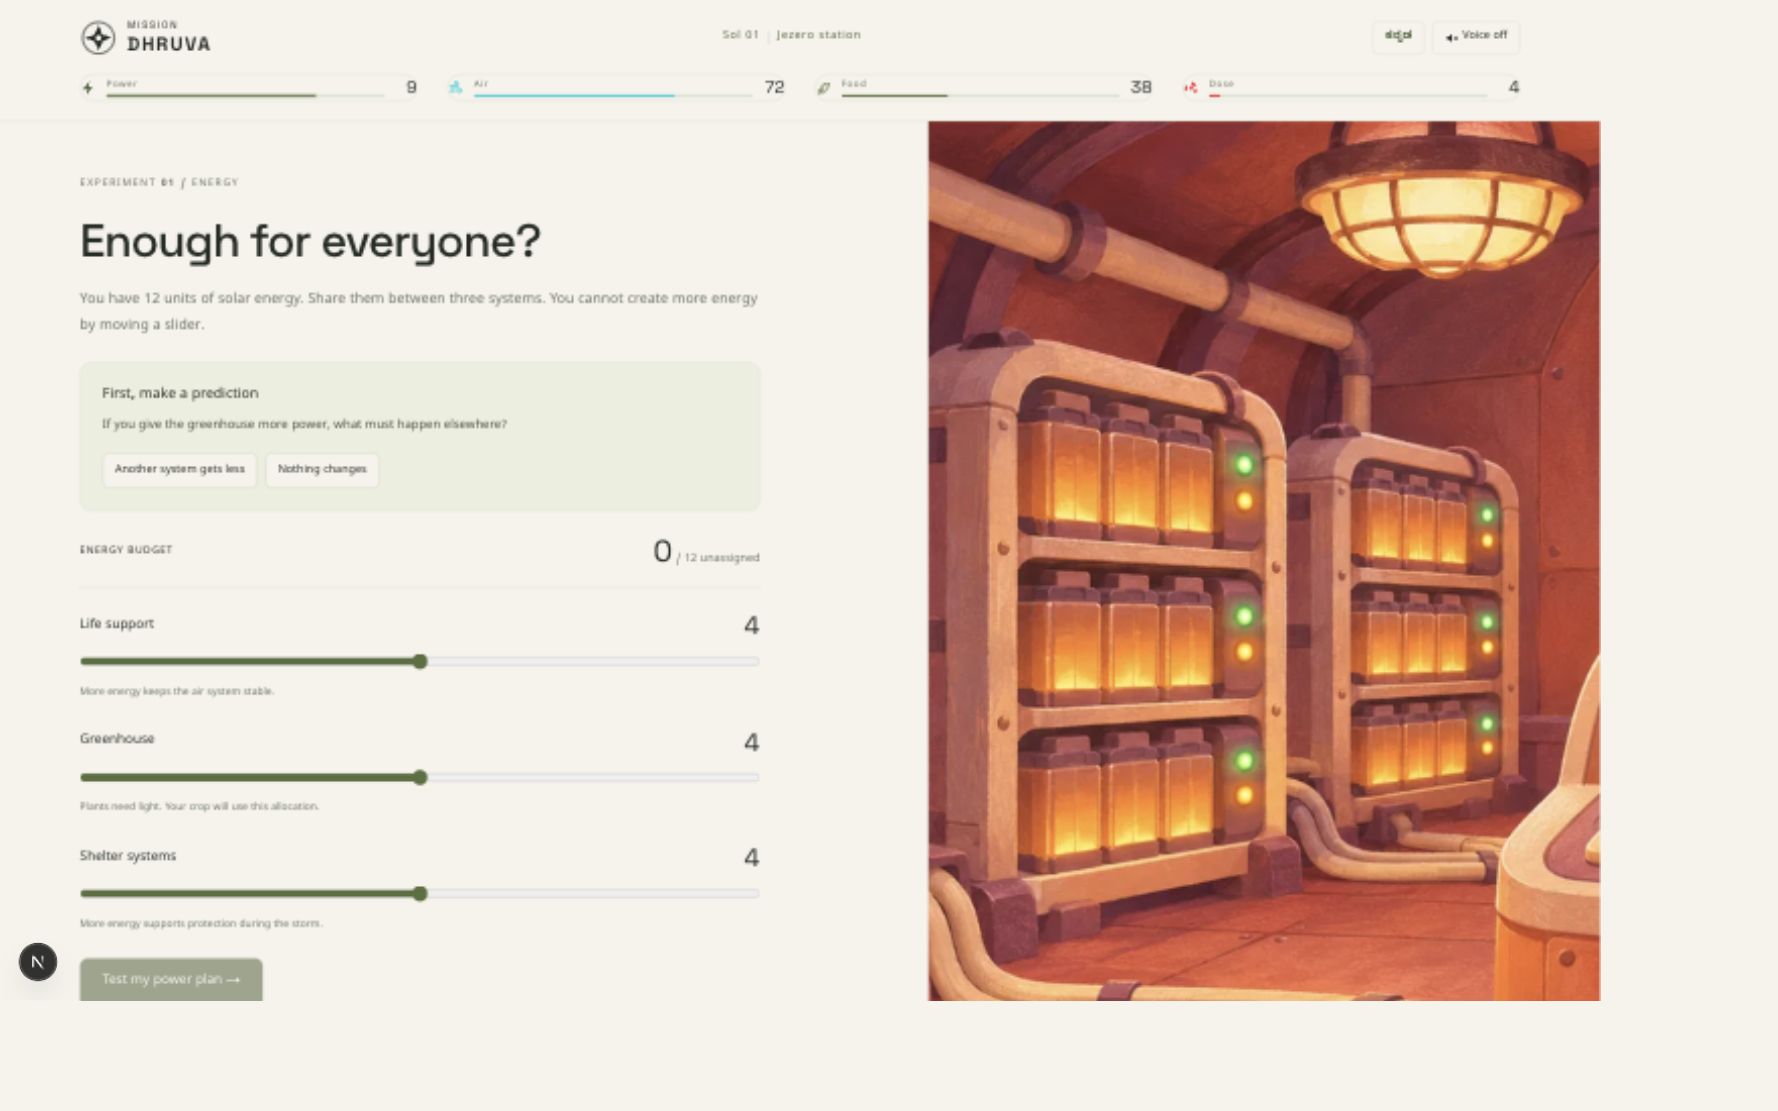 MISSION
DHRUVA
Sol 01 | Jezero station
ಕನ್ನಡ
Voice off
Power 9
Air 72
Food 38
Dose 4
EXPERIMENT 01 / ENERGY
Enough for everyone?
You have 12 units of solar energy. Share them between three systems. You cannot create more energy
by moving a slider.
First, make a prediction
If you give the greenhouse more power, what must happen elsewhere?
Another system gets less
Nothing changes
ENERGY BUDGET
0 / 12 unassigned
Life support 4
More energy keeps the air system stable.
Greenhouse 4
Plants need light. Your crop will use this allocation.
Shelter systems 4
More energy supports protection during the storm.
N
Test my power plan →